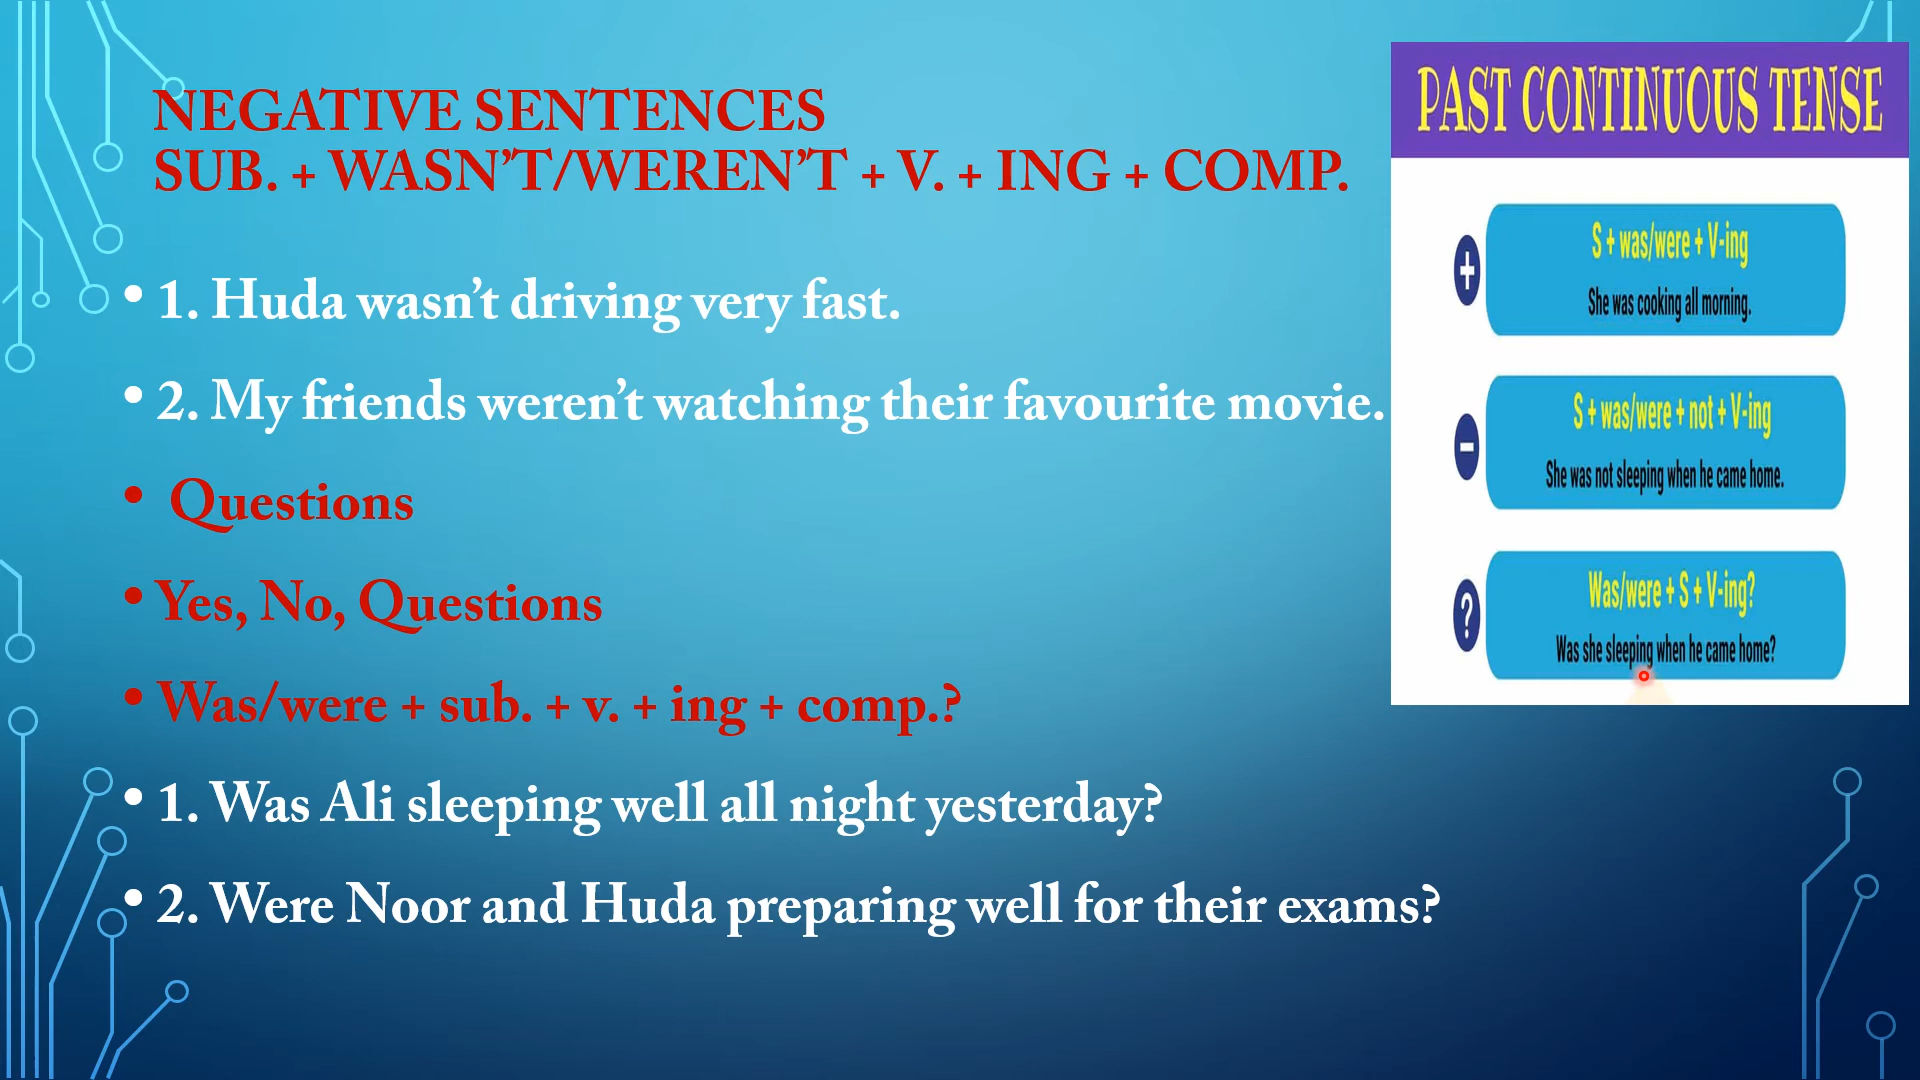 NEGATIVE SENTENCES
SUB. + WASN’T/WEREN’T + V. + ING + COMP.
• 1. Huda wasn’t driving very fast.
• 2. My friends weren’t watching their favourite movie.
• Questions
• Yes, No, Questions
• Was/were + sub. + v. + ing + comp.?
• 1. Was Ali sleeping well all night yesterday?
• 2. Were Noor and Huda preparing well for their exams?
PAST CONTINUOUS TENSE
+
S + was/were + V-ing
She was cooking all morning.
-
S + was/were + not + V-ing
She was not sleeping when he came home.
?
Was/were + S + V-ing?
Was she sleeping when he came home?